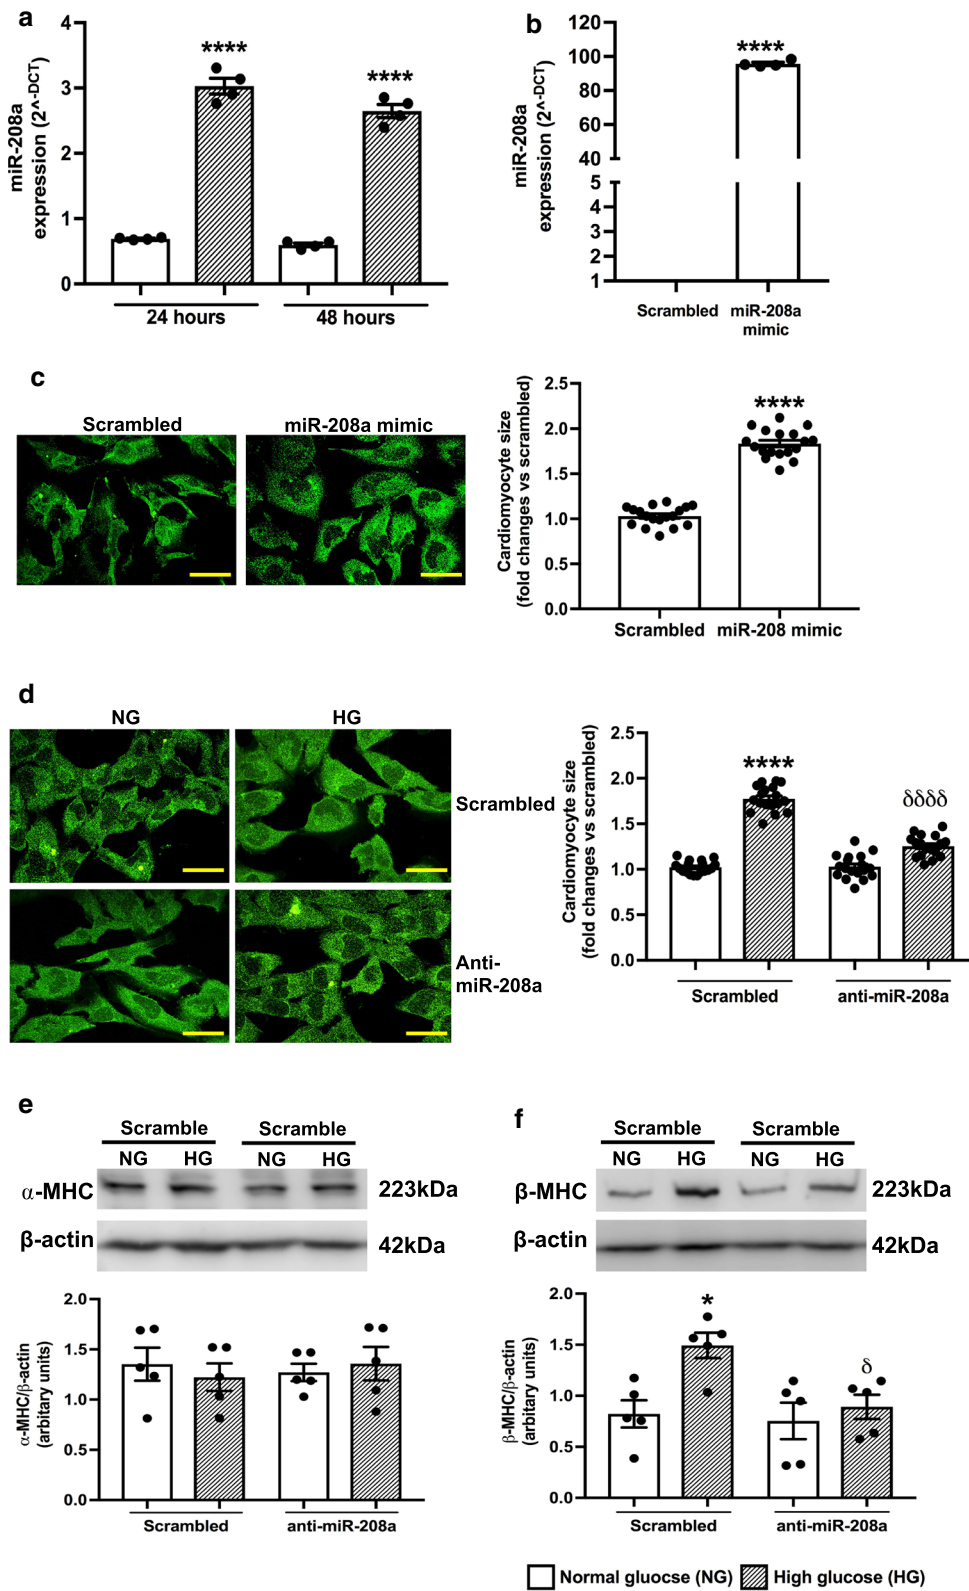 a
4
3
2
1
0
miR-208a
expression (2^-DCT)
****
****
24 hours
48 hours
b
120
100
80
60
40
5
4
3
2
1
miR-208a
expression (2^-DCT)
****
Scrambled
miR-208a
mimic
c
Scrambled
miR-208a mimic
2.5
2.0
1.5
1.0
0.5
0.0
Cardiomyocyte size
(fold changes vs scrambled)
****
Scrambled
miR-208 mimic
d
NG
HG
Scrambled
Anti-
miR-208a
2.5
2.0
1.5
1.0
0.5
0.0
Cardiomyocyte size
(fold changes vs scrambled)
****
δδδδ
Scrambled
anti-miR-208a
e
Scramble
Scramble
NG
HG
NG
HG
α-MHC
223kDa
β-actin
42kDa
2.0
1.5
1.0
0.5
0.0
α-MHC/β-actin
(arbitary units)
Scrambled
anti-miR-208a
f
Scramble
Scramble
NG
HG
NG
HG
β-MHC
223kDa
β-actin
42kDa
2.0
1.5
1.0
0.5
0.0
β-MHC/β-actin
(arbitary units)
*
δ
Scrambled
anti-miR-208a
Normal gluocse (NG)
High glucose (HG)